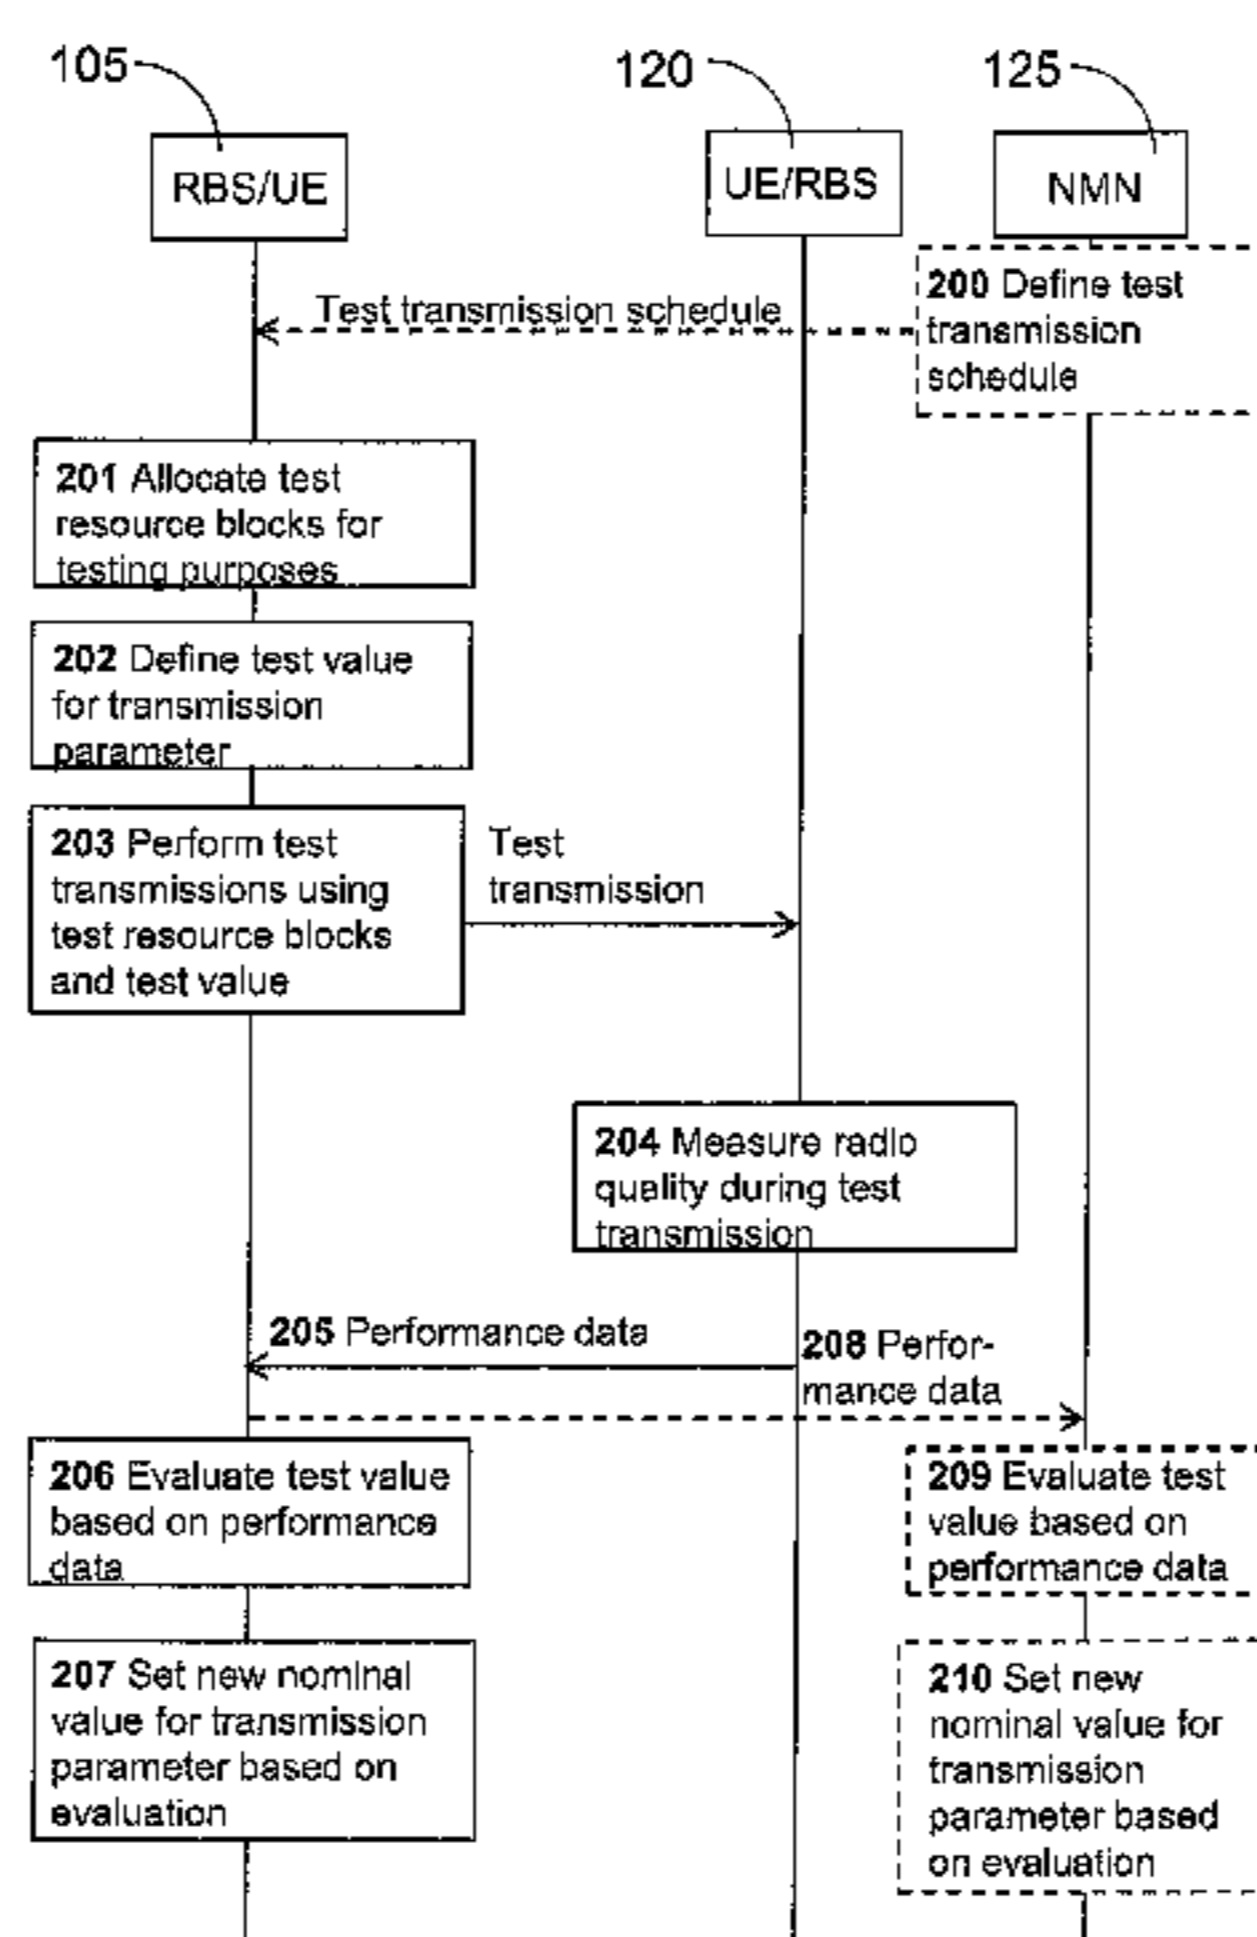 105
120
125
RBS/UE
UE/RBS
NMN
200 Define test
transmission
schedule
Test transmission schedule
201 Allocate test
resource blocks for
testing purposes
202 Define test value
for transmission
parameter
203 Perform test
transmissions using
test resource blocks
and test value
Test
transmission
204 Measure radio
quality during test
transmission
205 Performance data
208 Perfor-
mance data
206 Evaluate test value
based on performance
data
209 Evaluate test
value based on
performance data
207 Set new nominal
value for transmission
parameter based on
evaluation
210 Set new
nominal value for
transmission
parameter based
on evaluation